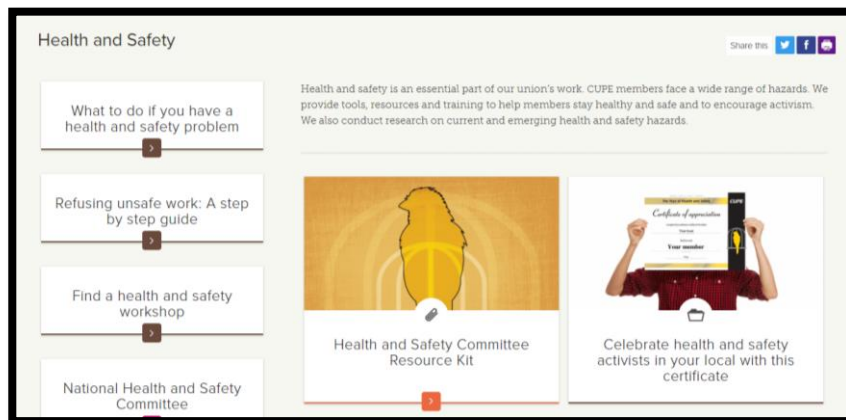 Health and Safety
Share this
What to do if you have a
health and safety problem
Refusing unsafe work: A step
by step guide
Find a health and safety
workshop
National Health and Safety
Committee
Health and safety is an essential part of our union's work. CUPE members face a wide range of hazards. We
provide tools, resources and training to help members stay healthy and safe and to encourage activism.
We also conduct research on current and emerging health and safety hazards.
Health and Safety Committee
Resource Kit
CUPE
Certificate of appreciation
Your member
Celebrate health and safety
activists in your local with this
certificate